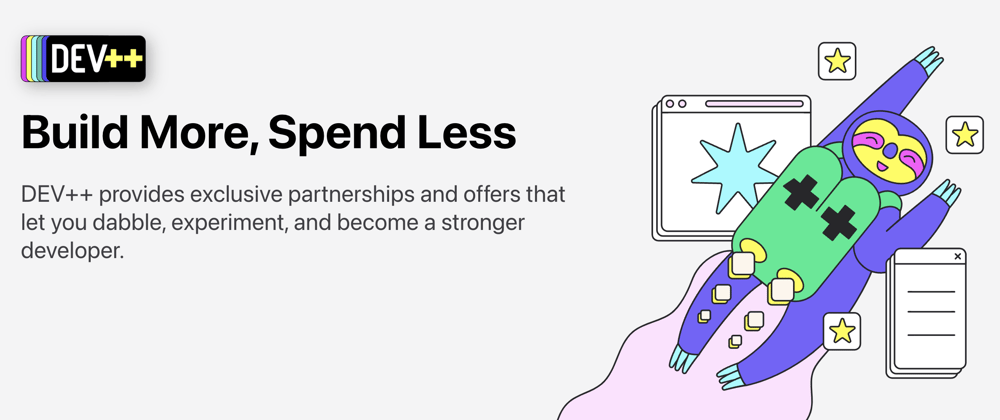 DEV++
Build More, Spend Less
DEV++ provides exclusive partnerships and offers that
let you dabble, experiment, and become a stronger
developer.